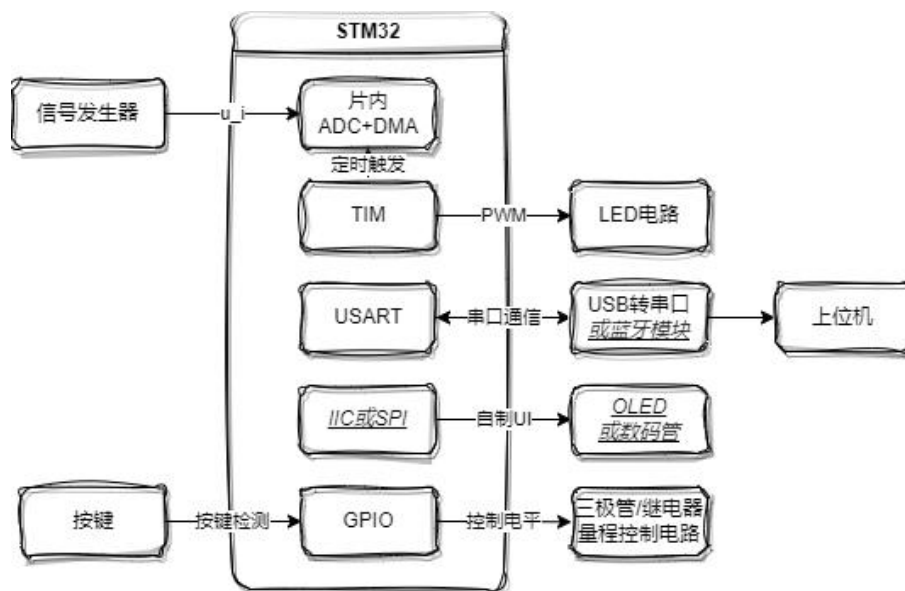 STM32
信号发生器
u_i
片内
ADC+DMA
定时触发
TIM
PWM
LED电路
USART
串口通信
USB转串口
或蓝牙模块
上位机
IIC或SPI
自制UI
OLED
或数码管
按键
按键检测
GPIO
控制电平
三极管/继电器
量程控制电路